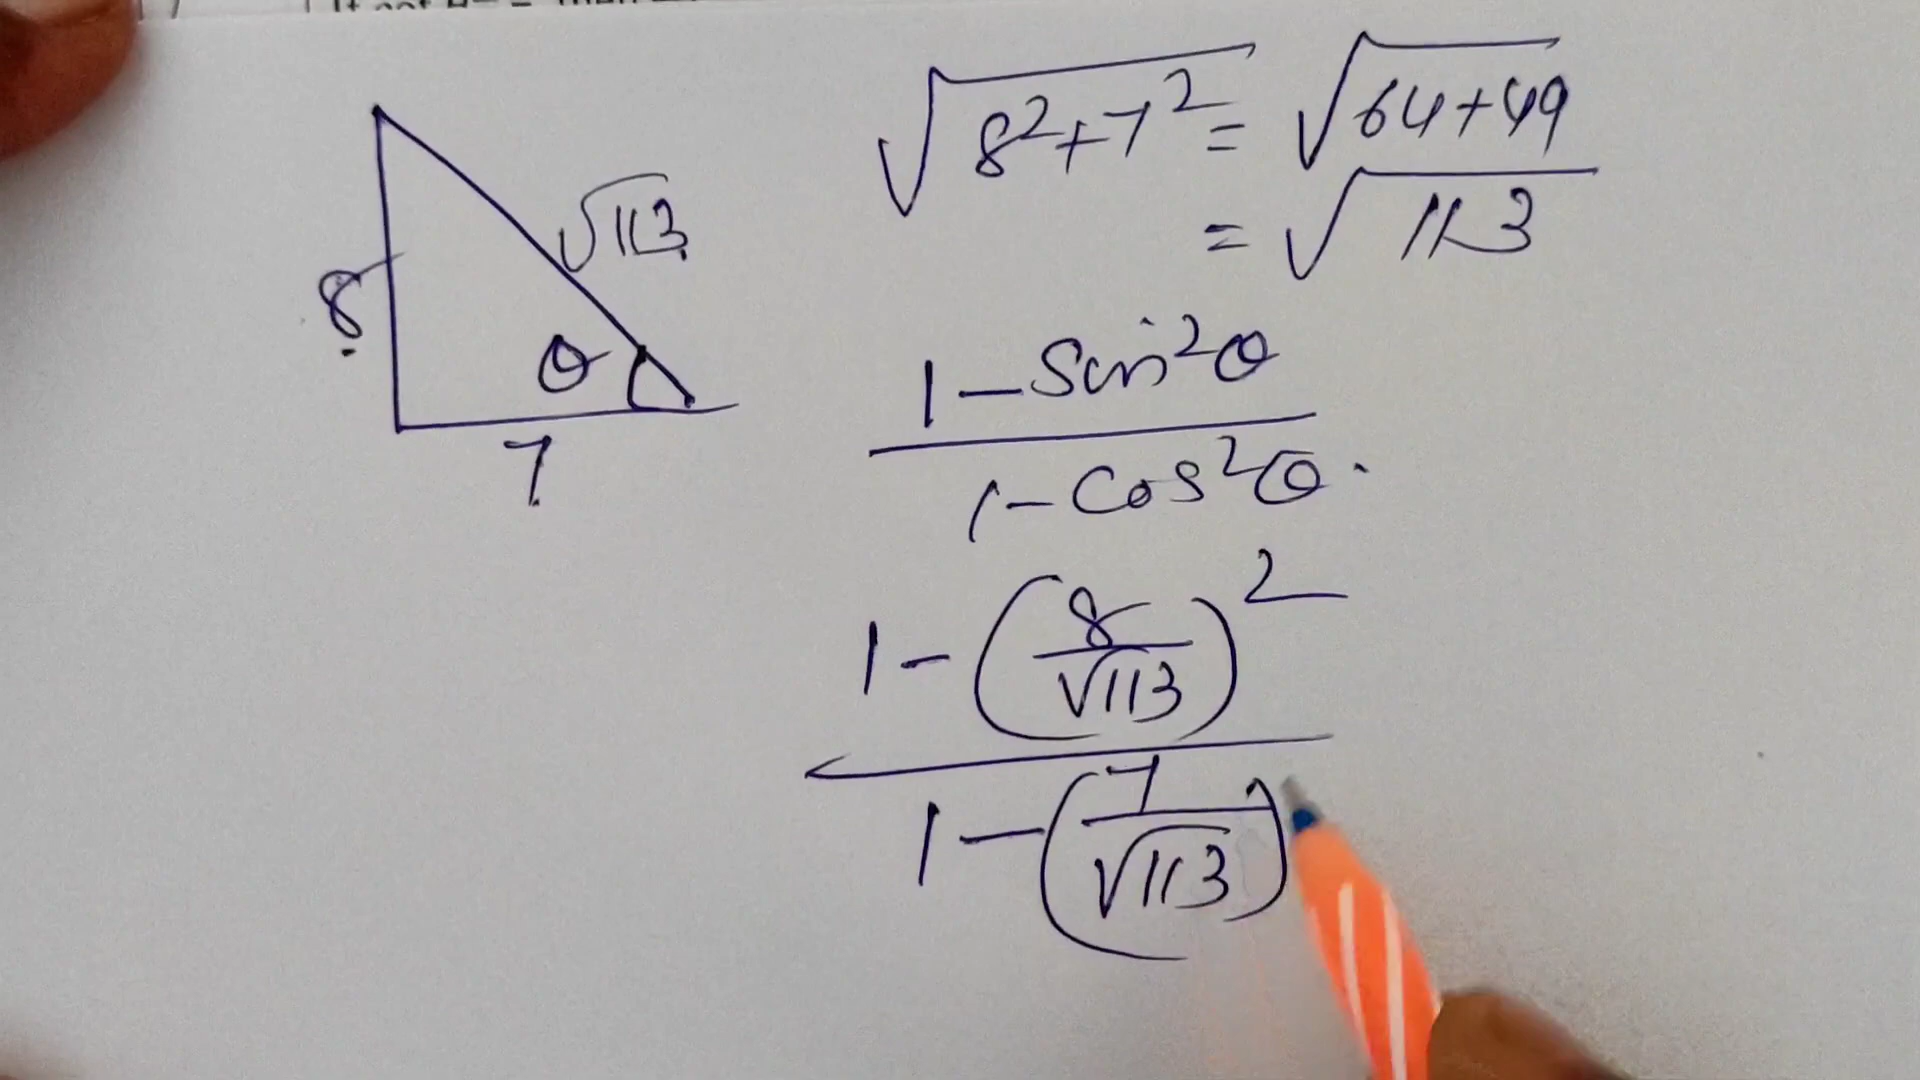 √8²+7² = √64+49
= √113
√113
8
θ
7
1-Sin²θ
1-Cos²θ.
1-(8/√113)²
1-(7/√113)